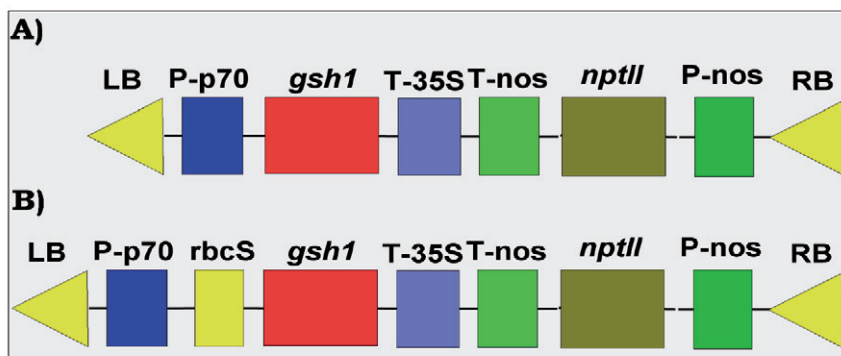 A)
LB P-p70 gsh1 T-35S T-nos nptII P-nos RB
B)
LB P-p70 rbcS gsh1 T-35S T-nos nptII P-nos RB